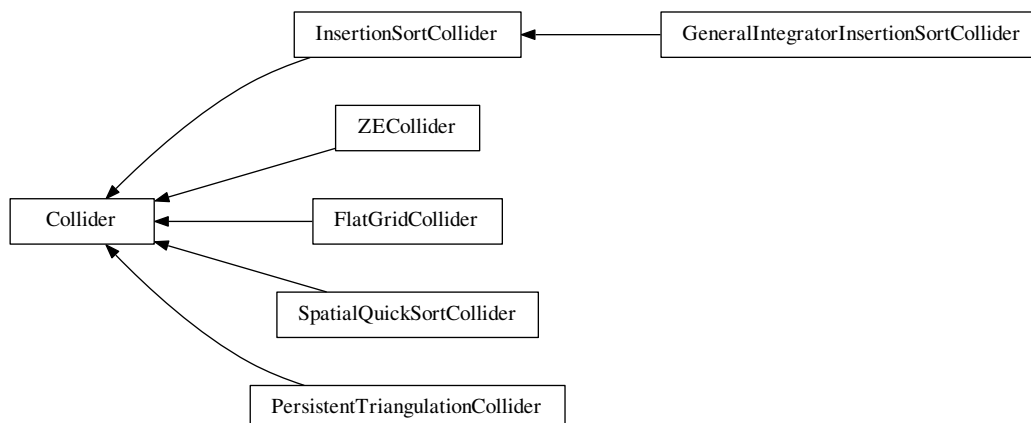 InsertionSortCollider
GeneralIntegratorInsertionSortCollider
ZECollider
Collider
FlatGridCollider
SpatialQuickSortCollider
PersistentTriangulationCollider